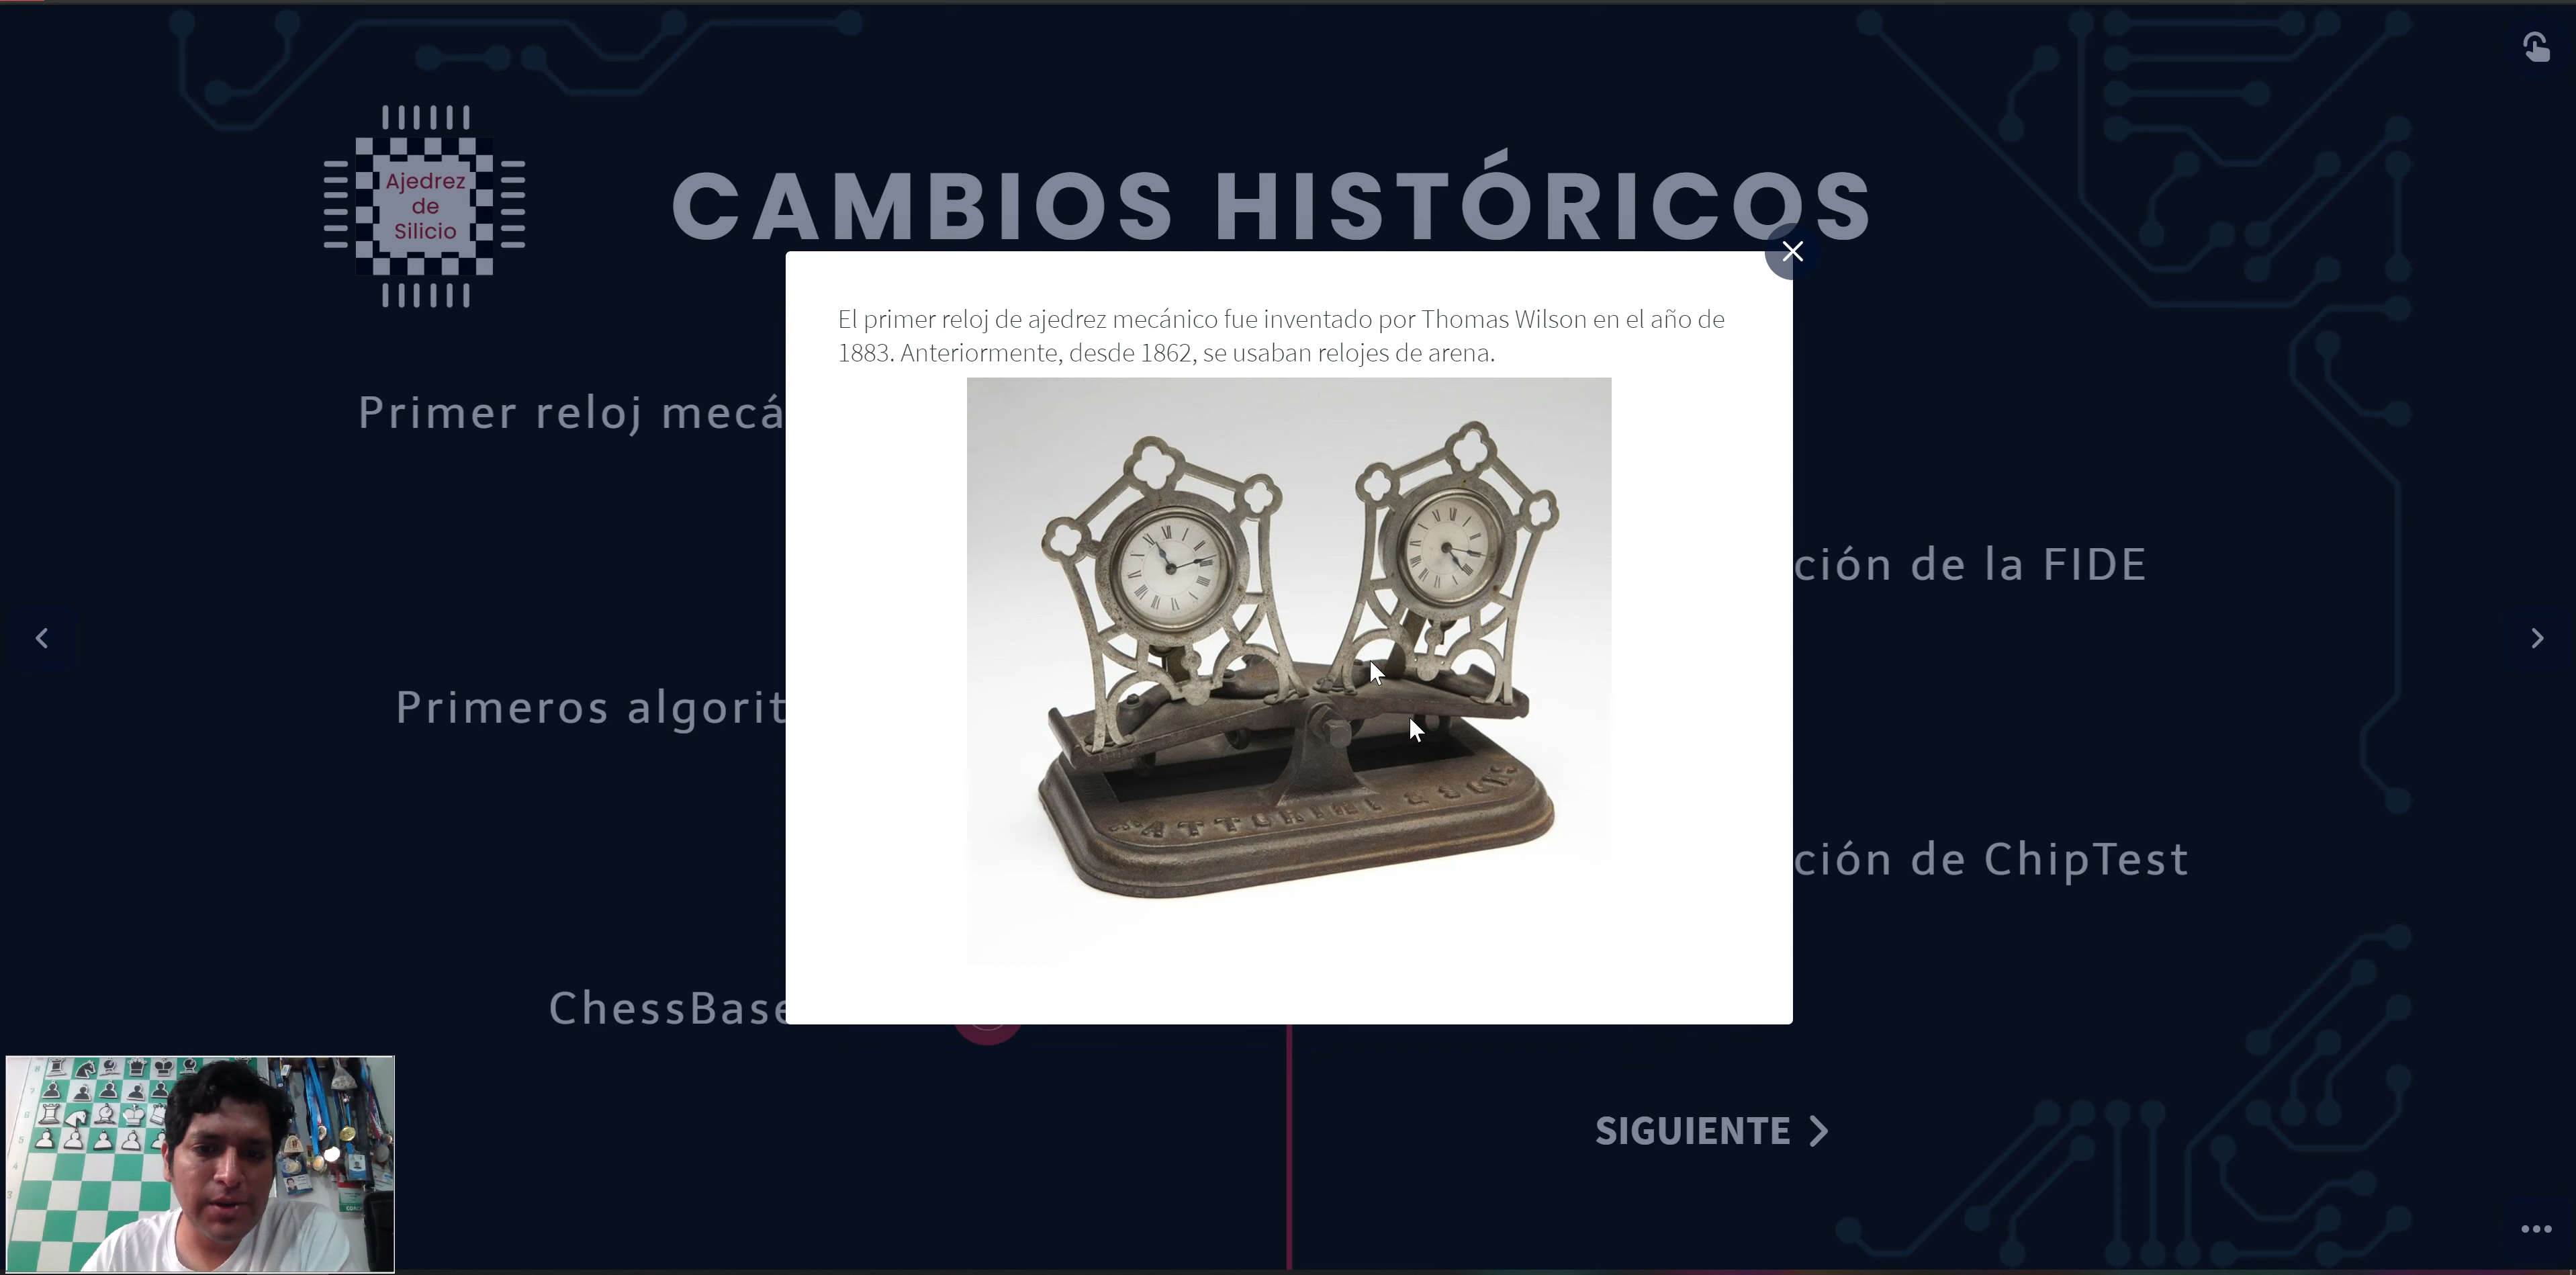 Ajedrez
de
Silicio
CAMBIOS HISTÓRICOS
El primer reloj de ajedrez mecánico fue inventado por Thomas Wilson en el año de
1883. Anteriormente, desde 1862, se usaban relojes de arena.
Primer reloj mecá
ción de la FIDE
Primeros algorit
ción de ChipTest
ChessBase
SIGUIENTE